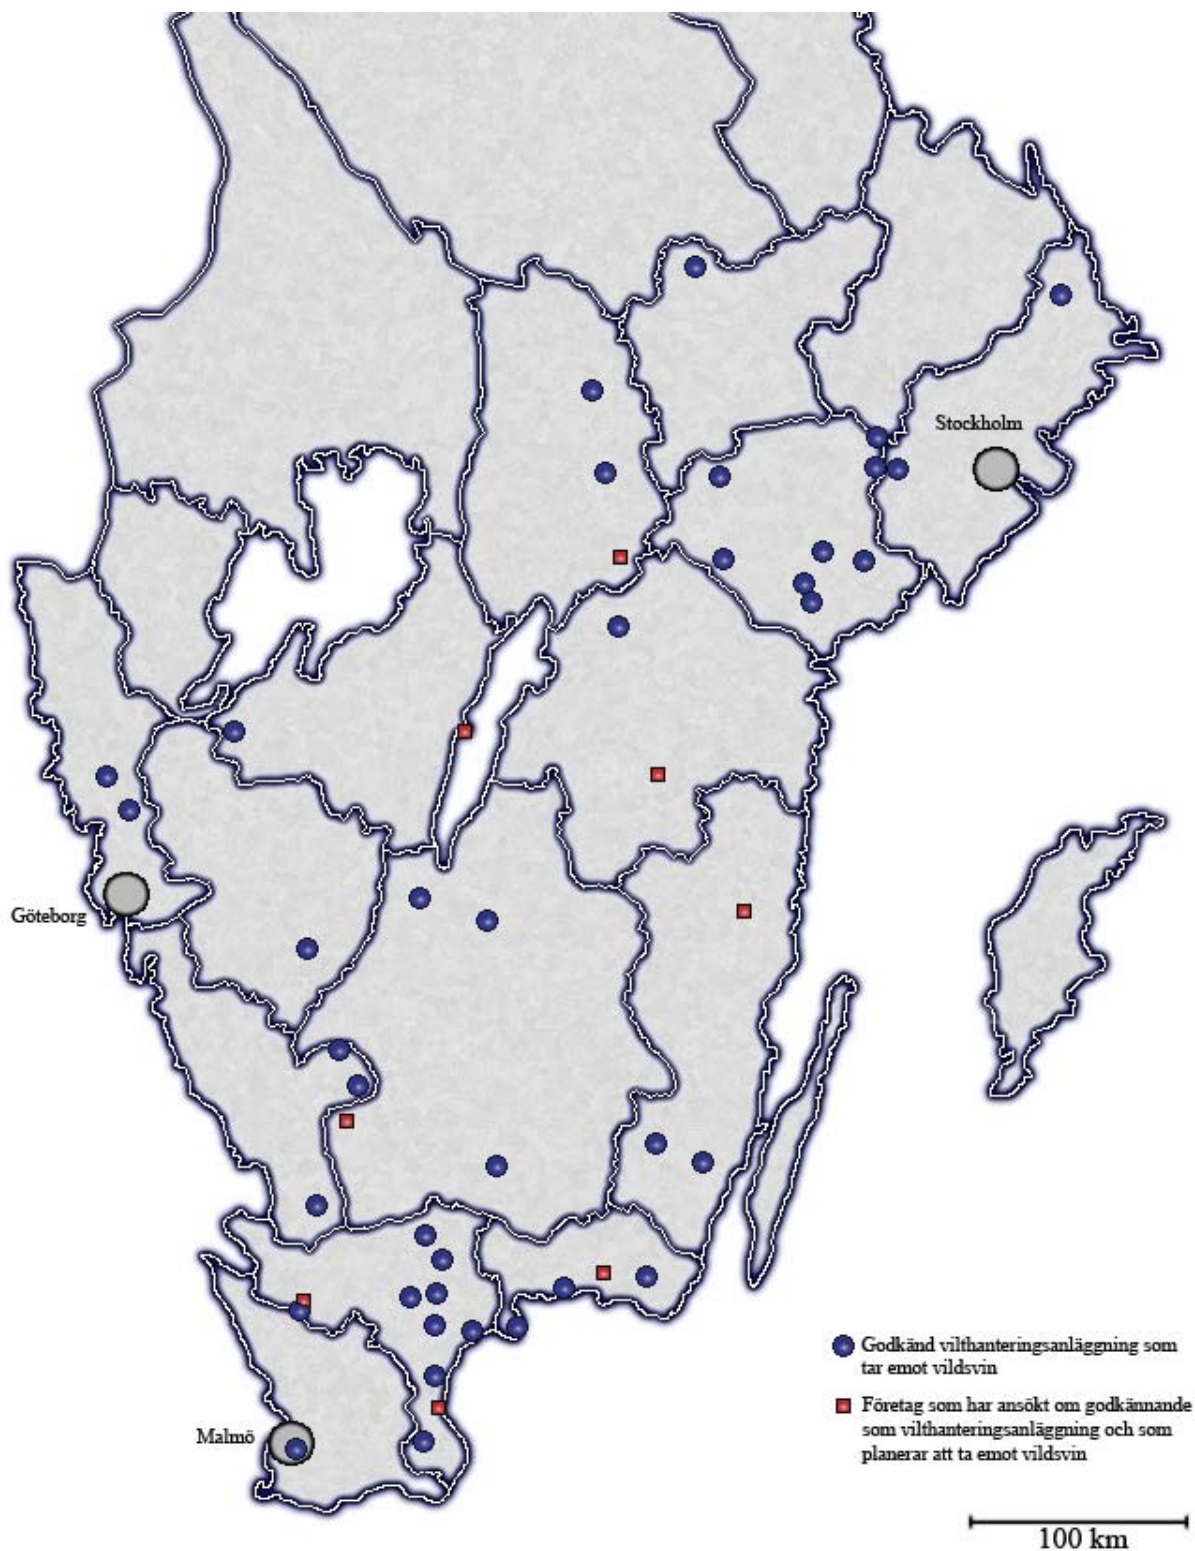 Stockholm
Göteborg
Godkänd vilthanteringsanläggning som
tar emot vildsvin
Företag som har ansökt om godkännande
som vilthanteringsanläggning och som
planerar att ta emot vildsvin
Malmö
100 km